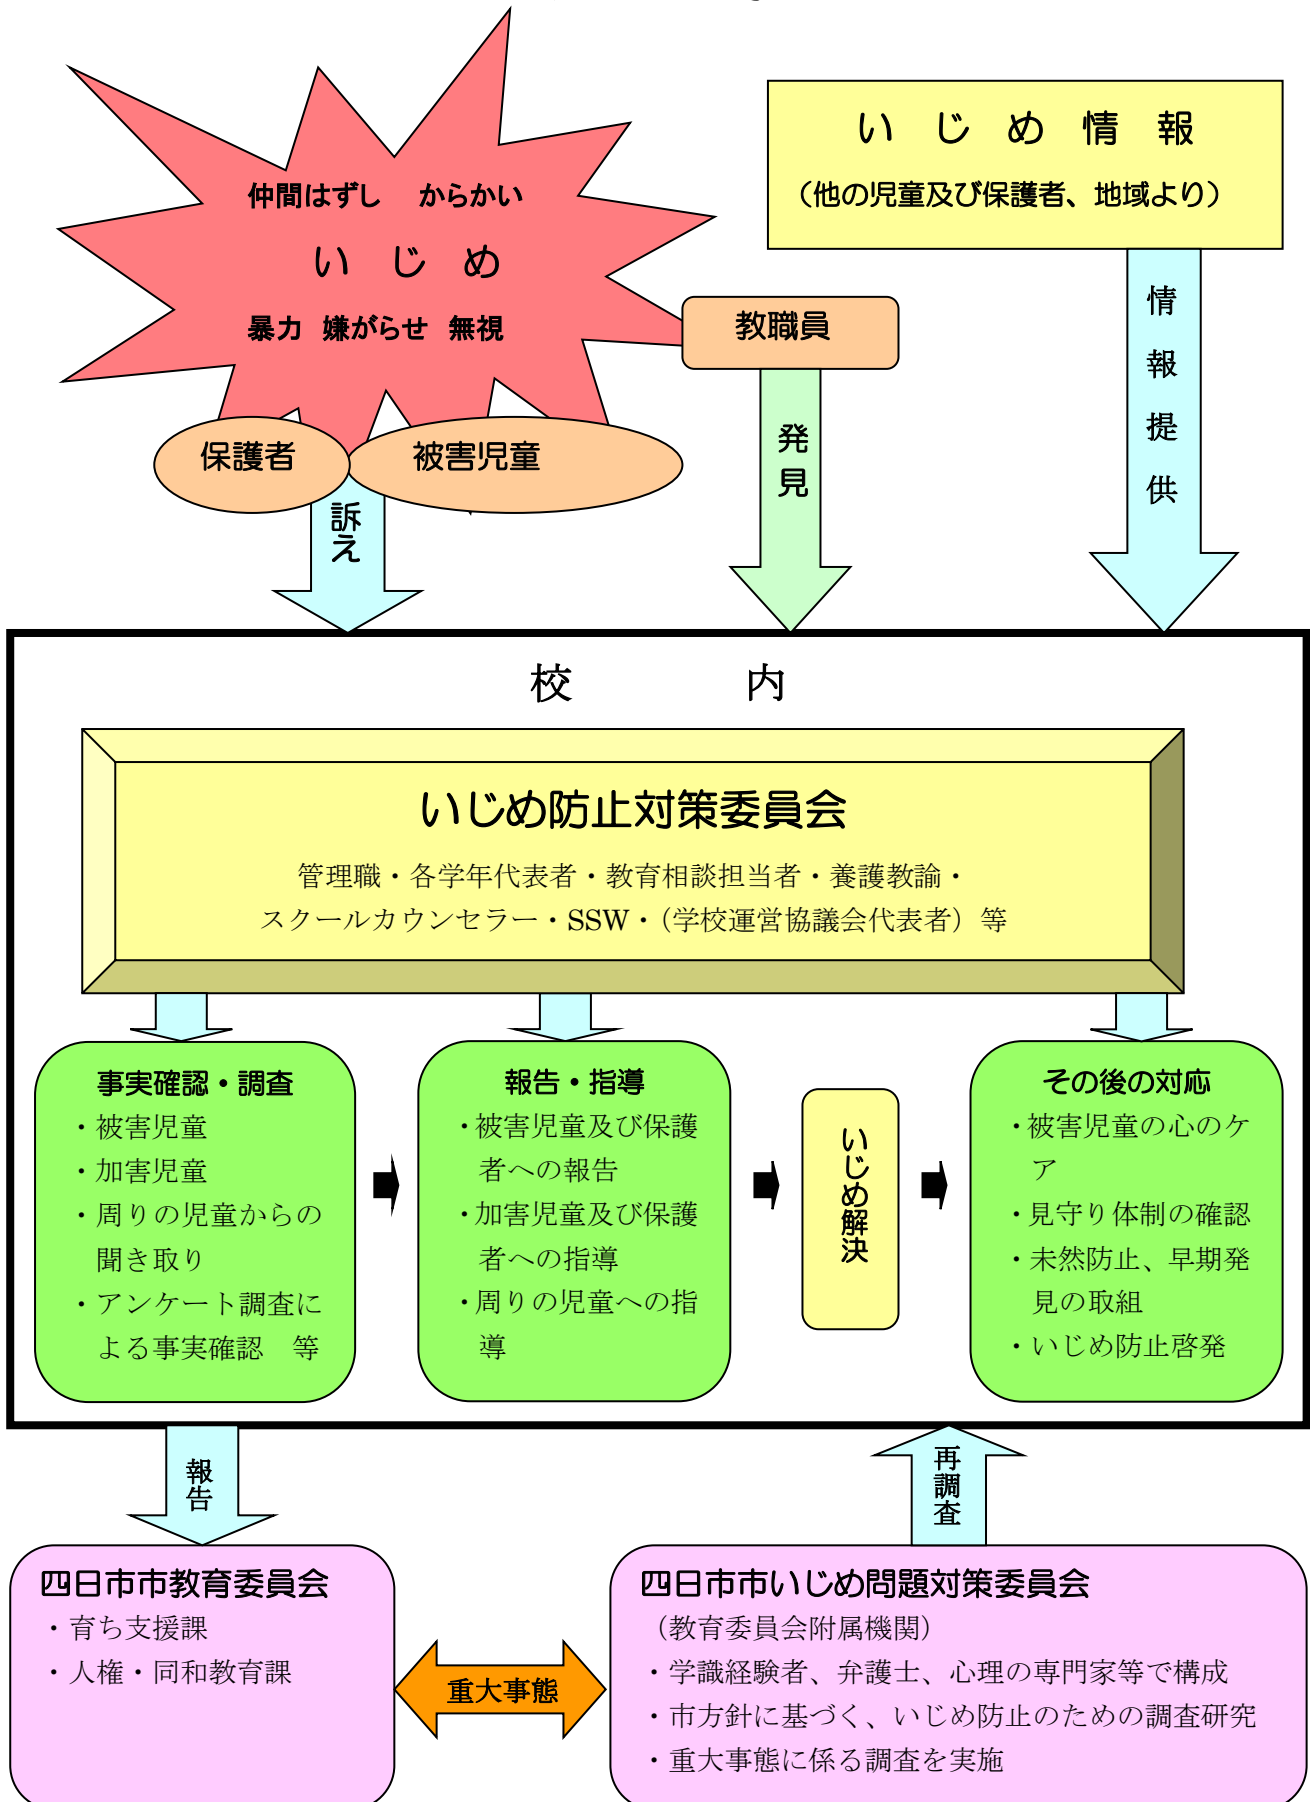 仲間はずし　からかい
い　じ　め
暴力　嫌がらせ　無視
い　じ　め　情　報
（他の児童及び保護者、地域より）
教職員
保護者
被害児童
訴え
発見
情報提供
校　　　　内
いじめ防止対策委員会
管理職・各学年代表者・教育相談担当者・養護教諭・
スクールカウンセラー・SSW・（学校運営協議会代表者）等
事実確認・調査
・被害児童
・加害児童
・周りの児童からの
聞き取り
・アンケート調査に
よる事実確認　等
報告・指導
・被害児童及び保護
者への報告
・加害児童及び保護
者への指導
・周りの児童への指
導
いじめ解決
その後の対応
・被害児童の心のケ
ア
・見守り体制の確認
・未然防止、早期発
見の取組
・いじめ防止啓発
報告
再調査
四日市市教育委員会
・育ち支援課
・人権・同和教育課
重大事態
四日市市いじめ問題対策委員会
（教育委員会附属機関）
・学識経験者、弁護士、心理の専門家等で構成
・市方針に基づく、いじめ防止のための調査研究
・重大事態に係る調査を実施